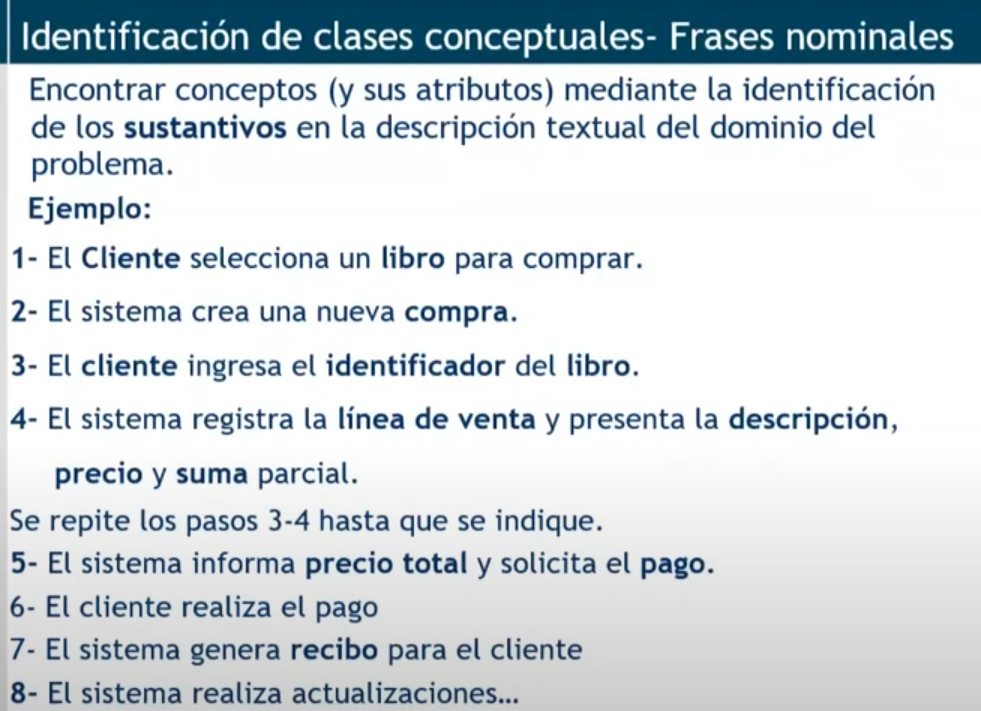 Identificación de clases conceptuales- Frases nominales
Encontrar conceptos (y sus atributos) mediante la identificación
de los sustantivos en la descripción textual del dominio del
problema.
Ejemplo:
1- El Cliente selecciona un libro para comprar.
2- El sistema crea una nueva compra.
3- El cliente ingresa el identificador del libro.
4- El sistema registra la línea de venta y presenta la descripción,
precio y suma parcial.
Se repite los pasos 3-4 hasta que se indique.
5- El sistema informa precio total y solicita el pago.
6- El cliente realiza el pago
7- El sistema genera recibo para el cliente
8- El sistema realiza actualizaciones...